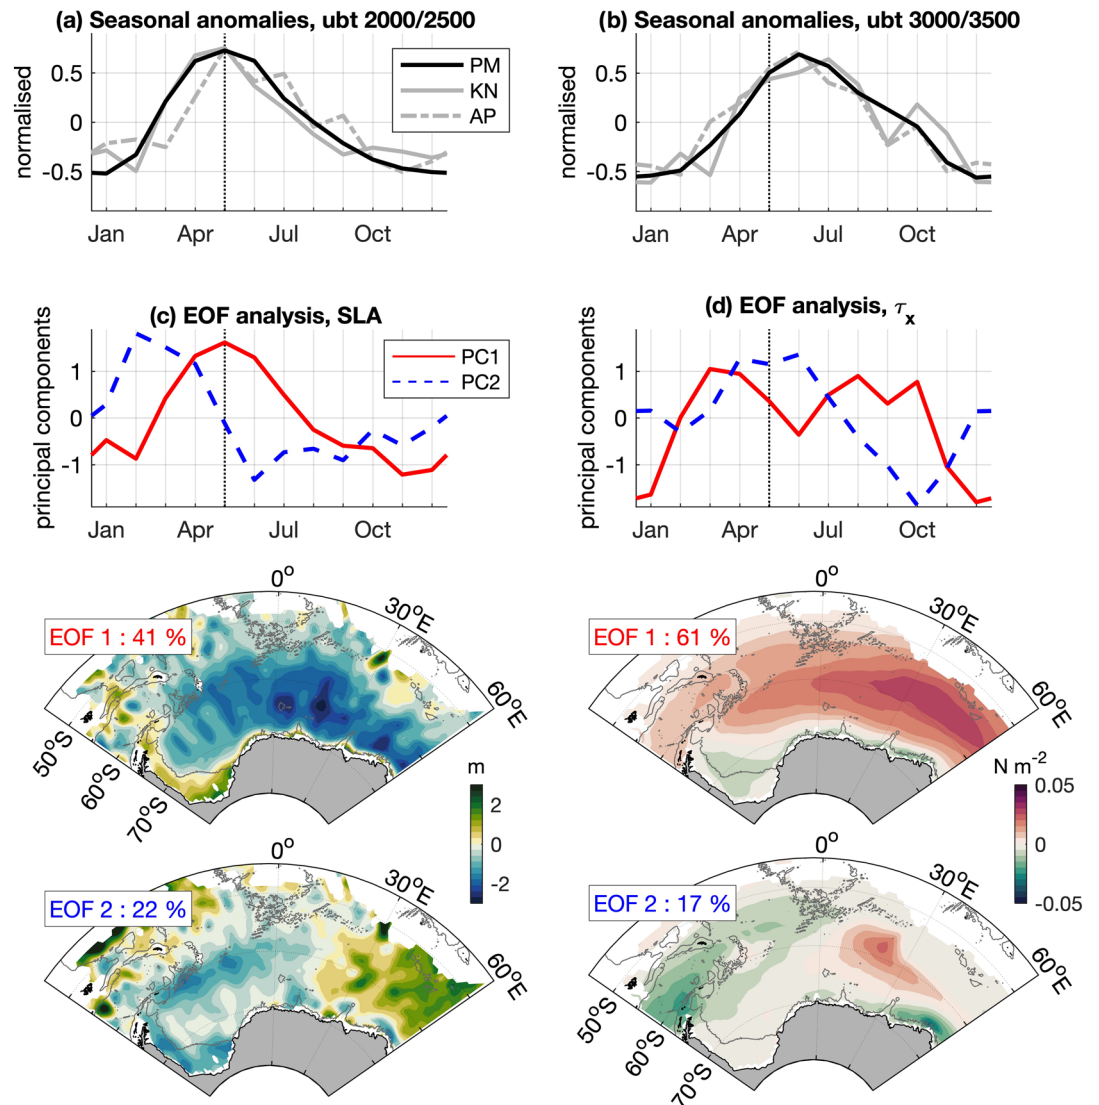 (a) Seasonal anomalies, ubt 2000/2500
(b) Seasonal anomalies, ubt 3000/3500
normalised
0.5
0
-0.5
PM
KN
AP
Jan Apr Jul Oct
normalised
0.5
0
-0.5
Jan Apr Jul Oct
(c) EOF analysis, SLA
(d) EOF analysis, τx
principal components
1
0
-1
PC1
PC2
Jan Apr Jul Oct
principal components
1
0
-1
Jan Apr Jul Oct
EOF 1 : 41 %
0°
30°E
60°E
50°S
60°S
70°S
m
2
0
-2
EOF 1 : 61 %
0°
30°E
60°E
N m-2
0.05
0
-0.05
EOF 2 : 22 %
0°
30°E
60°E
EOF 2 : 17 %
0°
30°E
60°E
50°S
60°S
70°S